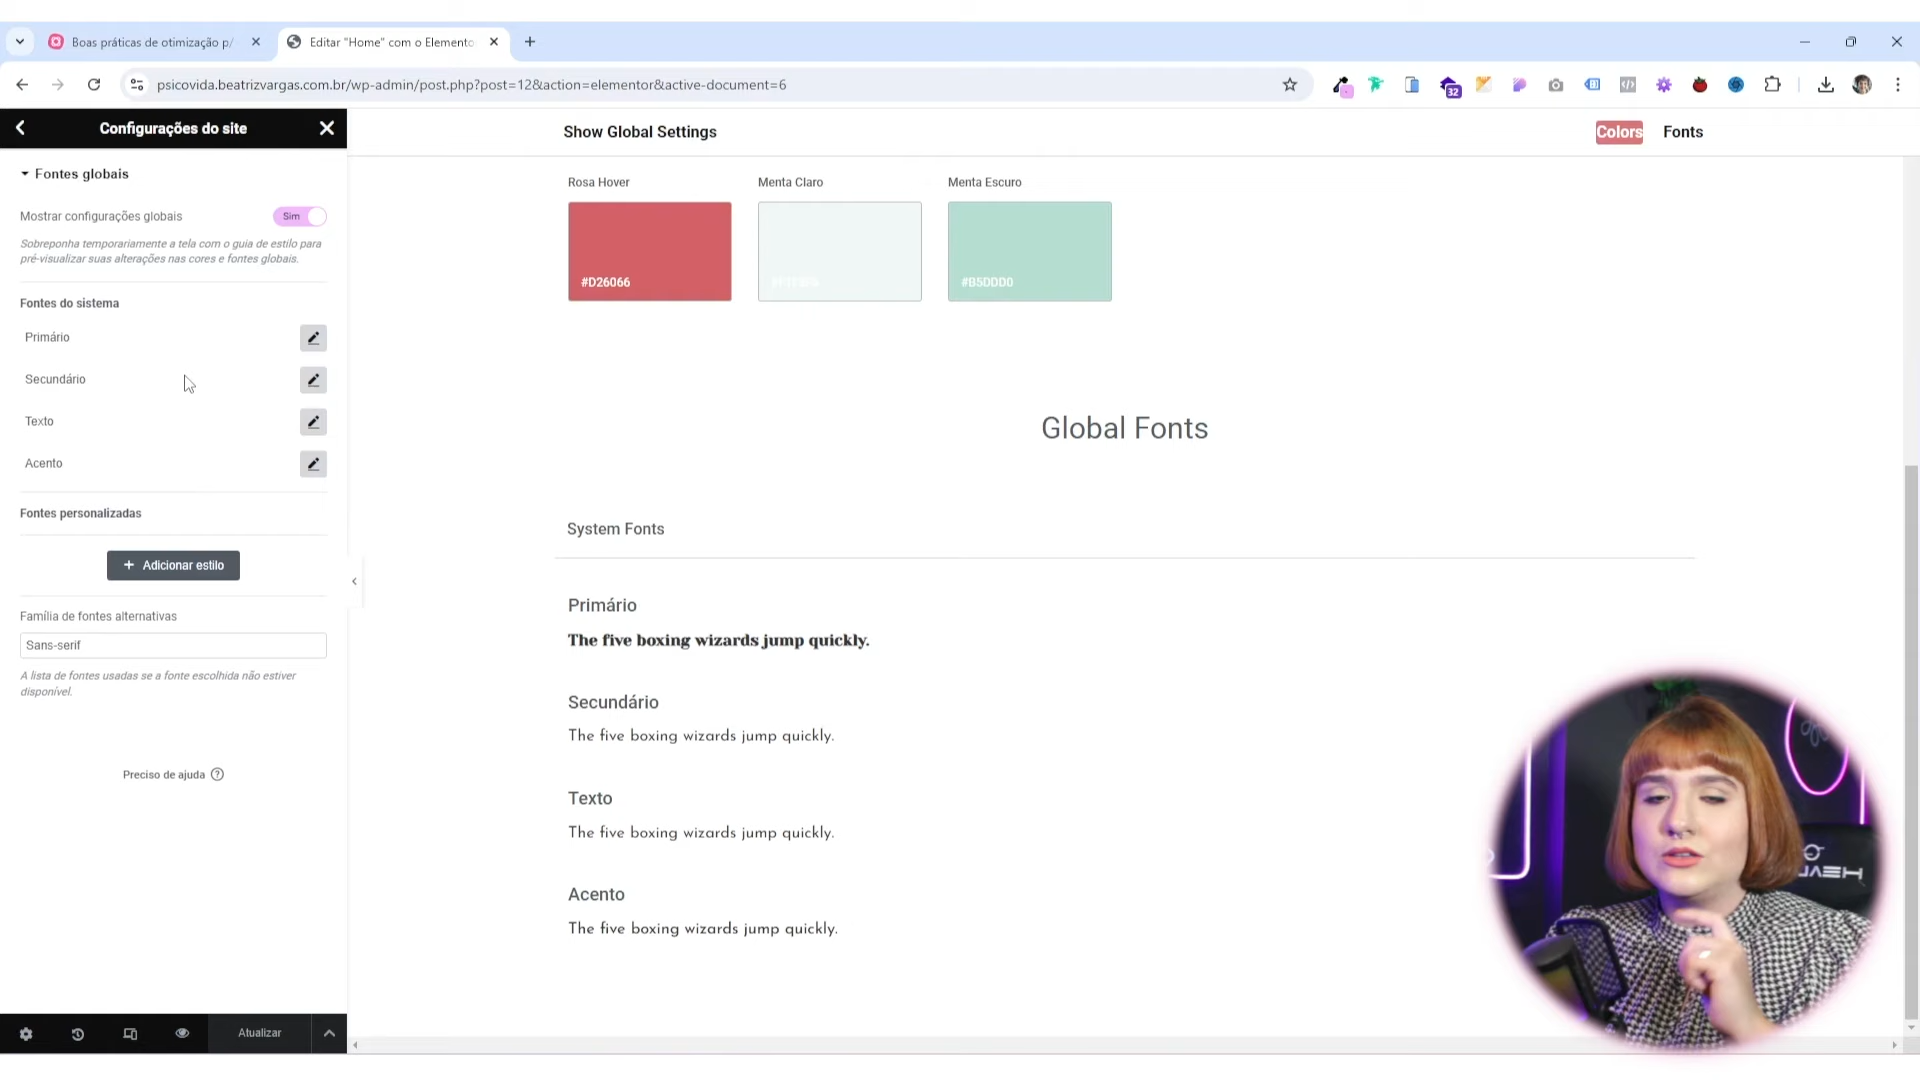 Boas práticas de otimização p/
Editar "Home" com o Elemento
psicovida.beatrizvargas.com.br/wp-admin/post.php?post=12&action=elementor&active-document=6
32
Configurações do site
Show Global Settings
Colors
Fonts
Fontes globais
Mostrar configurações globais
Sim
Sobreponha temporariamente a tela com o guia de estilo para
pré-visualizar suas alterações nas cores e fontes globais.
Fontes do sistema
Primário
Secundário
Texto
Acento
Fontes personalizadas
+ Adicionar estilo
Família de fontes alternativas
Sans-serif
A lista de fontes usadas se a fonte escolhida não estiver
disponível.
Preciso de ajuda
Atualizar
Rosa Hover
Menta Claro
Menta Escuro
#D26066
#B5DDD0
Global Fonts
System Fonts
Primário
The five boxing wizards jump quickly.
Secundário
The five boxing wizards jump quickly.
Texto
The five boxing wizards jump quickly.
Acento
The five boxing wizards jump quickly.